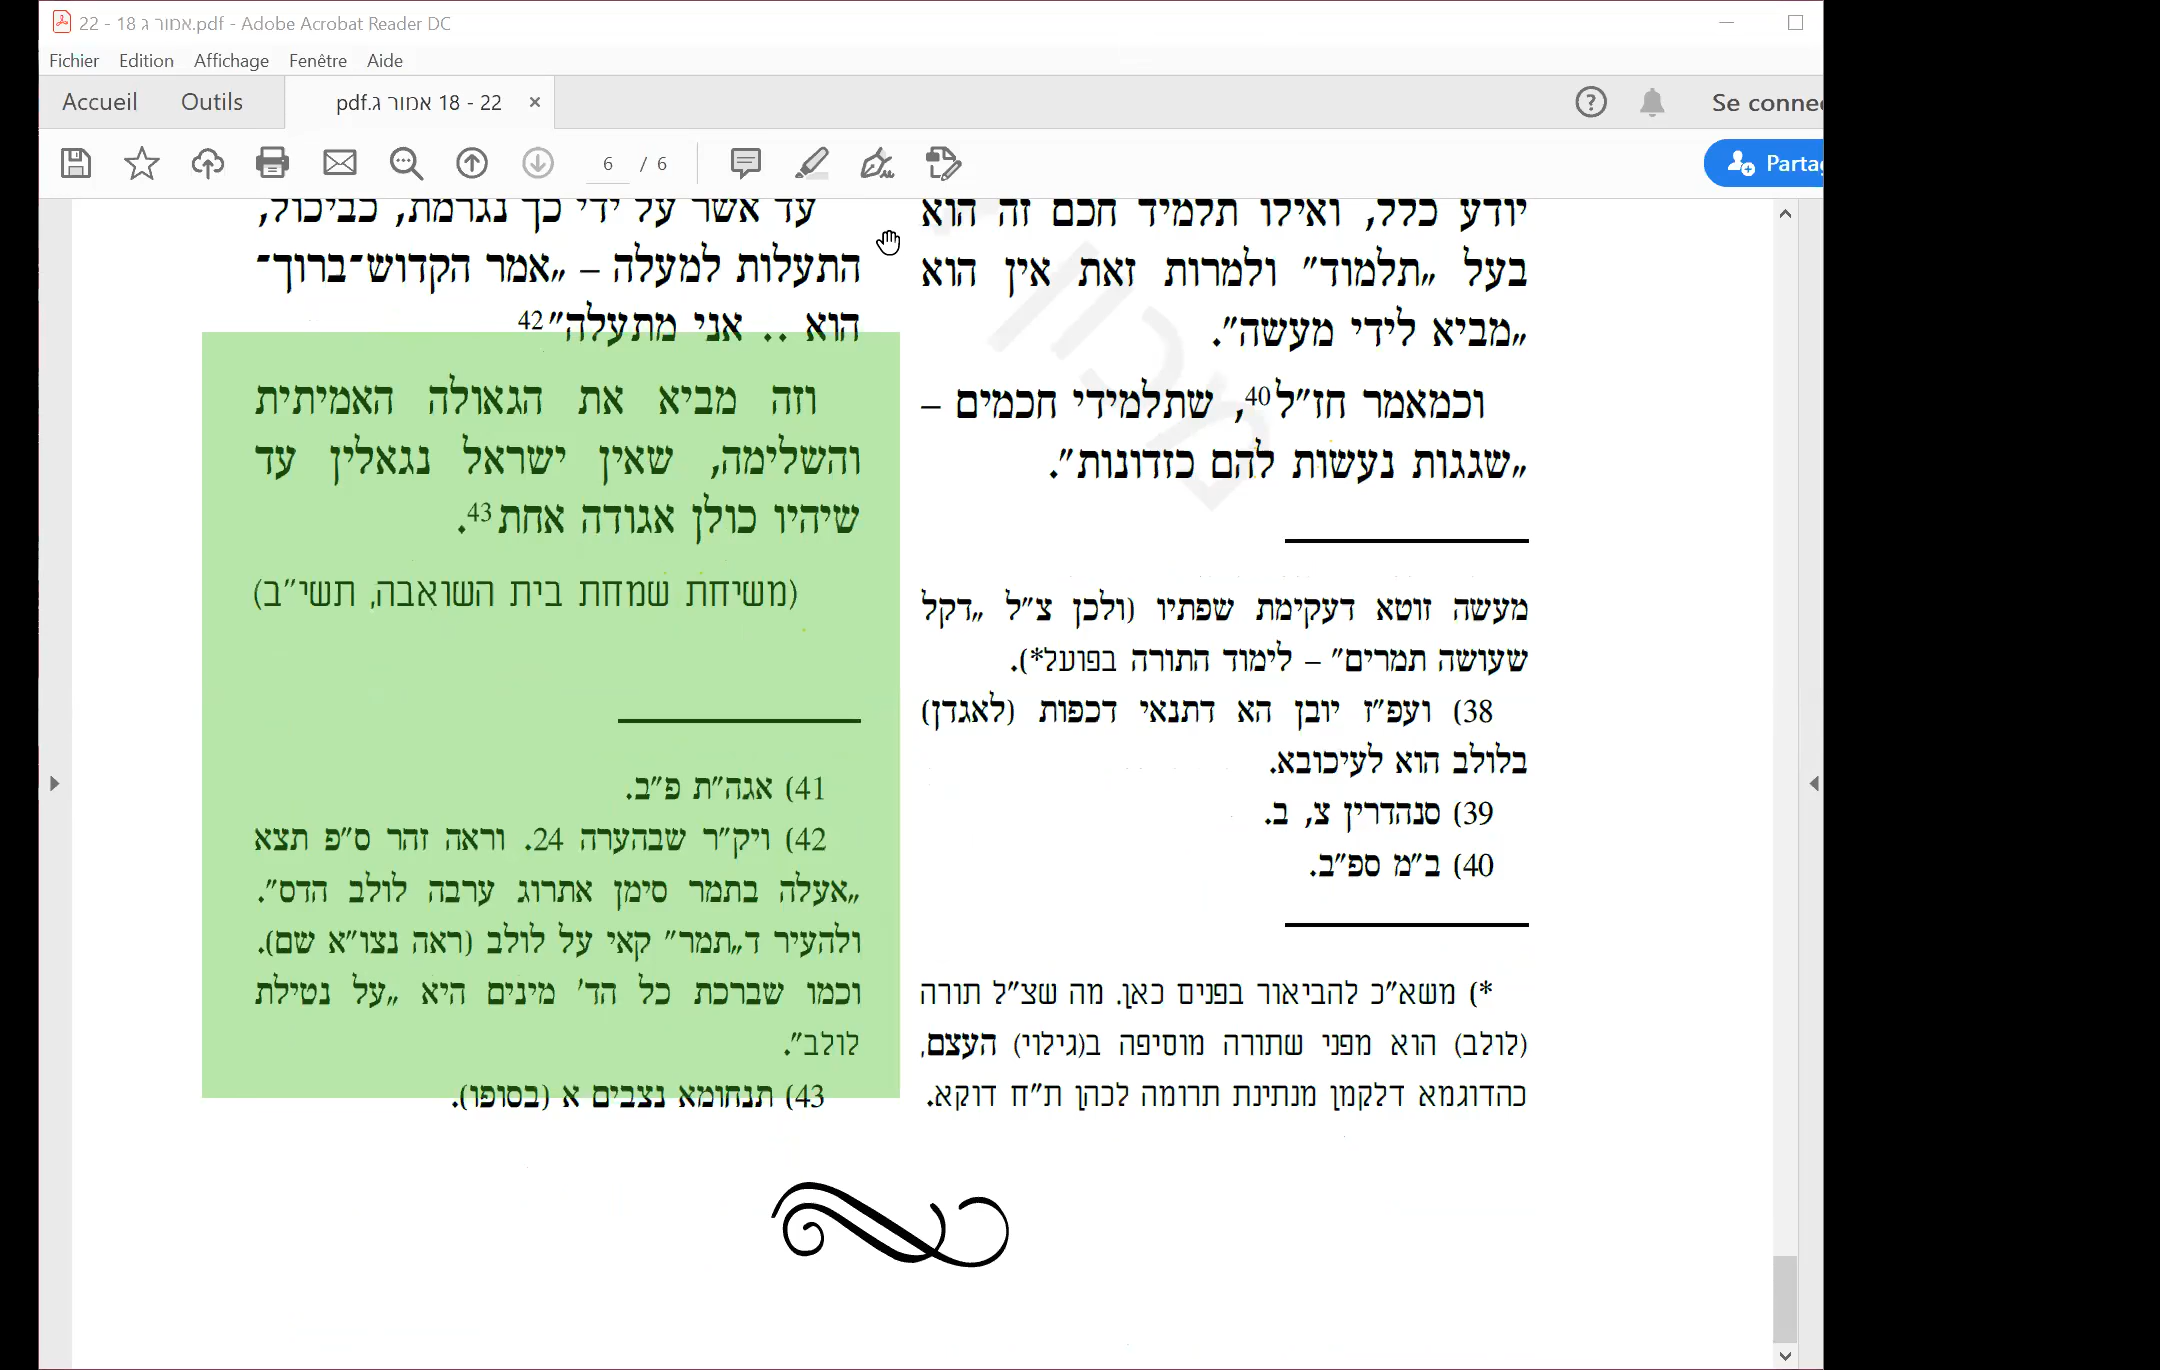 אמור ג 18 - 22.pdf - Adobe Acrobat Reader DC
Fichier Edition Affichage Fenêtre Aide
Accueil Outils אמור ג 18 - 22.pdf ×
Se conne
6 / 6
Partag
יודע כלל, ואילו תלמיד חכם זה הוא
בעל „תלמוד" ולמרות זאת אין הוא
„מביא לידי מעשה".
וכמאמר חז"ל40, שתלמידי חכמים –
„שגגות נעשות להם כזדונות".
מעשה זוטא דעקימת שפתיו (ולכן צ"ל „דקל
שעושה תמרים" – לימוד התורה בפועל*).
38) ועפ"ז יובן הא דתנאי דכפות (לאגדן)
בלולב הוא לעיכובא.
39) סנהדרין צ, ב.
40) ב"מ ספ"ב.
*) משא"כ להביאור בפנים כאן. מה שצ"ל תורה
(לולב) הוא מפני שתורה מוסיפה ב(גילוי) העצם,
כהדוגמא דלקמן מנתינת תרומה לכהן ת"ח דוקא.
עד אשר על ידי כך נגרמת, כביכול,
התעלות למעלה – „אמר הקדוש־ברוך־
הוא .. אני מתעלה"42
וזה מביא את הגאולה האמיתית
והשלימה, שאין ישראל נגאלין עד
שיהיו כולן אגודה אחת43.
(משיחת שמחת בית השואבה, תשי"ב)
41) אגה"ת פ"ב.
42) ויק"ר שבהערה 24. וראה זהר ס"פ תצא
„אעלה בתמר סימן אתרוג ערבה לולב הדס".
ולהעיר ד„תמר" קאי על לולב (ראה נצו"א שם).
וכמו שברכת כל הד' מינים היא „על נטילת
לולב".
43) תנחומא נצבים א (בסופו).